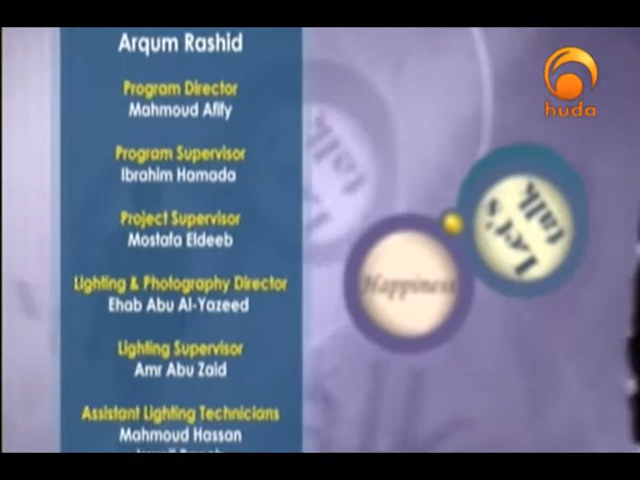 Arqum Rashid
Program Director
Mahmoud Afify
Program Supervisor
Ibrahim Hamada
Project Supervisor
Mostafa Eldeeb
Lighting & Photography Director
Ehab Abu Al-Yazeed
Lighting Supervisor
Amr Abu Zaid
Assistant Lighting Technicians
Mahmoud Hassan
talk
Happiness
Let's
talk
huda